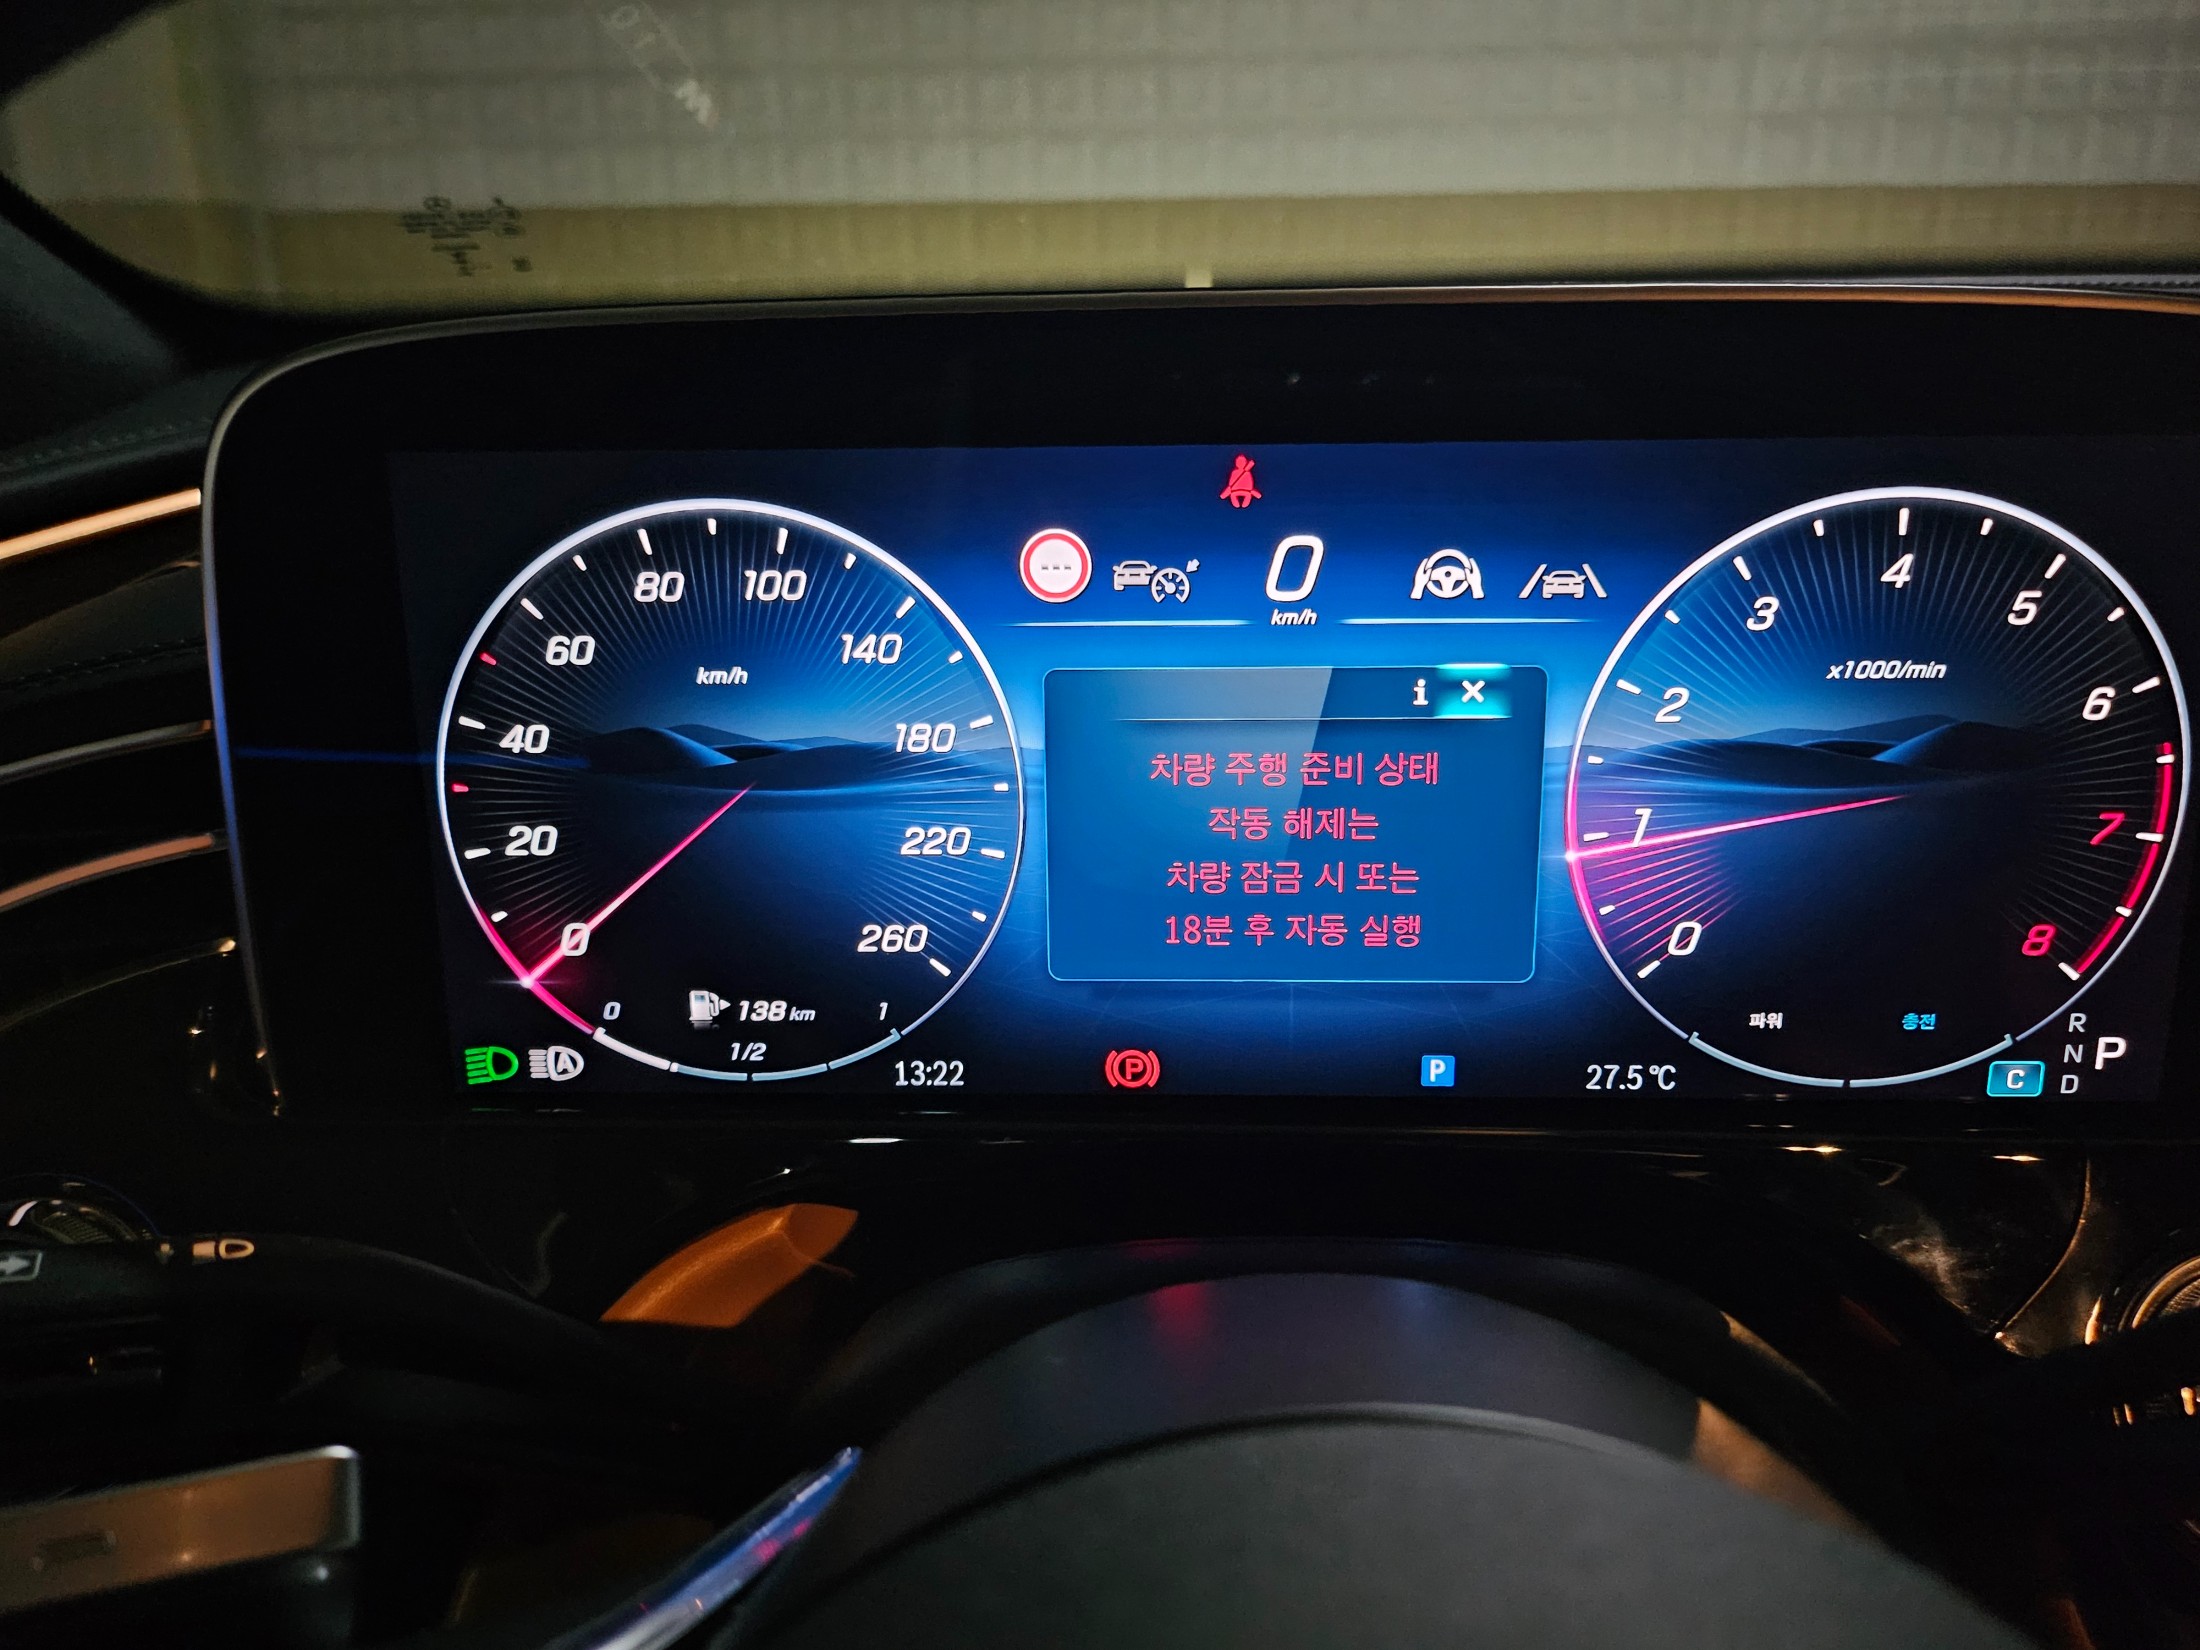 0
km/h
i ×
차량 주행 준비 상태
작동 해제는
차량 잠금 시 또는
18분 후 자동 실행
km/h
0
20
40
60
80
100
140
180
220
260
0 138 km 1
1/2
x1000/min
0
1
2
3
4
5
6
7
8
파워 충전
A
13:22
P
P
27.5 °C
C
R
N P
D